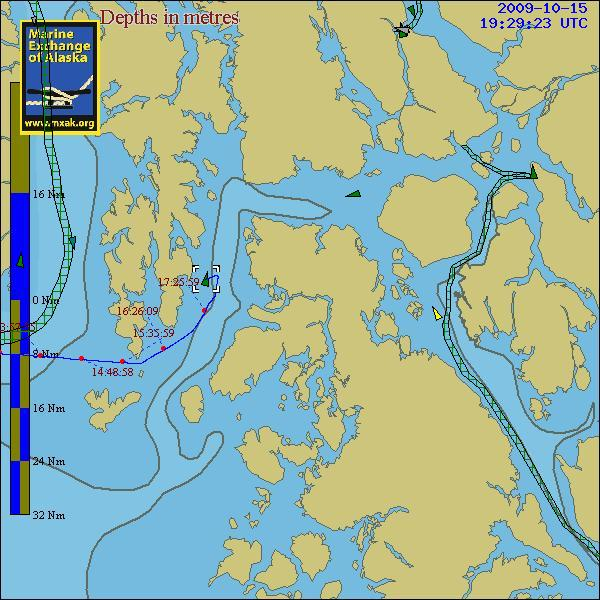 Depths in metres
2009-10-15
19:29:23 UTC
Marine
Exchange
of Alaska
www.mxak.org
16 Nm
17:25:59
0 Nm
16:26:09
15:35:59
8 Nm
14:48:58
16 Nm
24 Nm
32 Nm